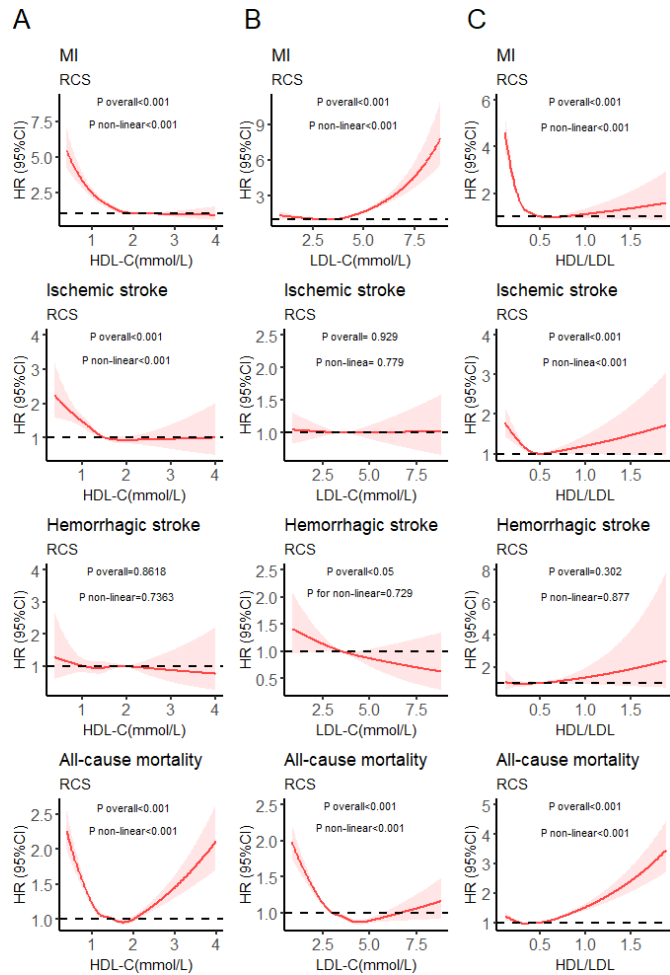 A
B
C
MI
RCS
P overall<0.001
P non-linear<0.001
7.5
5.0
2.5
HR (95%CI)
1 2 3 4
HDL-C(mmol/L)
MI
RCS
P overall<0.001
P non-linear<0.001
9
6
3
HR (95%CI)
2.5 5.0 7.5
LDL-C(mmol/L)
MI
RCS
P overall<0.001
P non-linear<0.001
6
4
2
HR (95%CI)
0.5 1.0 1.5
HDL/LDL
Ischemic stroke
RCS
P overall<0.001
P non-linear<0.001
4
3
2
1
HR (95%CI)
1 2 3 4
HDL-C(mmol/L)
Ischemic stroke
RCS
P overall= 0.929
P non-linea= 0.779
2.5
2.0
1.5
1.0
HR (95%CI)
2.5 5.0 7.5
LDL-C(mmol/L)
Ischemic stroke
RCS
P overall<0.001
P non-linea<0.001
4
3
2
1
HR (95%CI)
0.5 1.0 1.5
HDL/LDL
Hemorrhagic stroke
RCS
P overall=0.8618
P non-linear=0.7363
4
3
2
1
HR (95%CI)
1 2 3 4
HDL-C(mmol/L)
Hemorrhagic stroke
RCS
P overall<0.05
P for non-linear=0.729
2.5
2.0
1.5
1.0
0.5
HR (95%CI)
2.5 5.0 7.5
LDL-C(mmol/L)
Hemorrhagic stroke
RCS
P overall=0.302
P non-linear=0.877
8
6
4
2
HR (95%CI)
0.5 1.0 1.5
HDL/LDL
All-cause mortality
RCS
P overall<0.001
P non-linear<0.001
2.5
2.0
1.5
1.0
HR (95%CI)
1 2 3 4
HDL-C(mmol/L)
All-cause mortality
RCS
P overall<0.001
P non-linear<0.001
2.5
2.0
1.5
1.0
HR (95%CI)
2.5 5.0 7.5
LDL-C(mmol/L)
All-cause mortality
RCS
P overall<0.001
P non-linear<0.001
5
4
3
2
1
HR (95%CI)
0.5 1.0 1.5
HDL/LDL